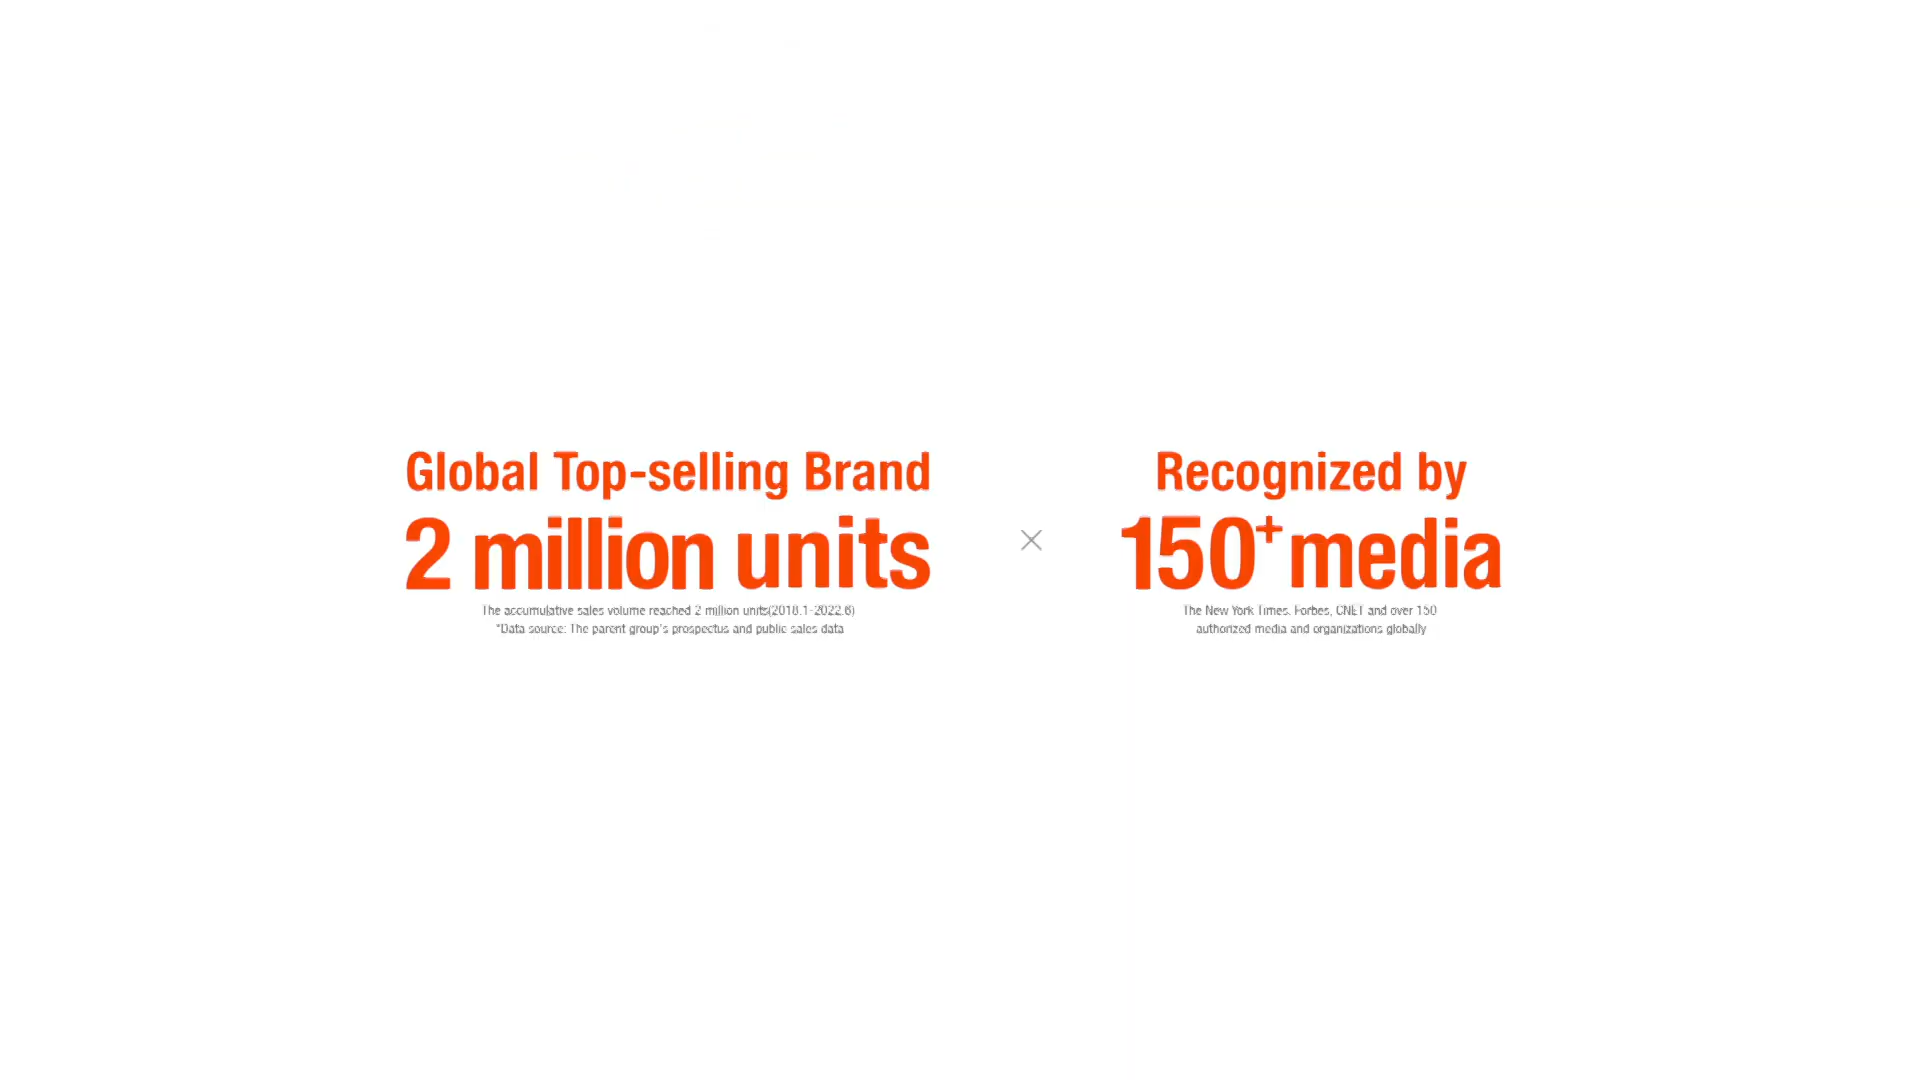 Global Top-selling Brand
2 million units
The accumulative sales volume reached 2 million units(2018.1-2022.6)
*Data source: The parent group's prospectus and public sales data
×
Recognized by
150+ media
The New York Times, Forbes, CNET and over 150
authorized media and organizations globally